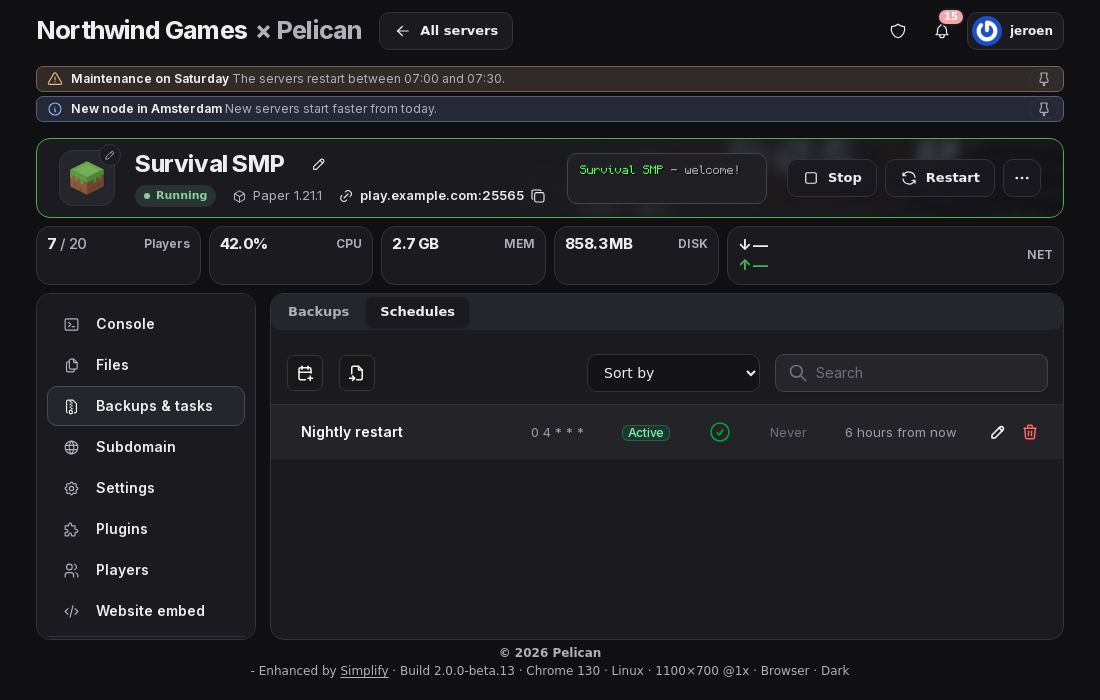 Northwind Games × Pelican
All servers
15
jeroen
Maintenance on Saturday The servers restart between 07:00 and 07:30.
New node in Amsterdam New servers start faster from today.
Survival SMP
Running
Paper 1.21.1
play.example.com:25565
Survival SMP — welcome!
Stop
Restart
7 / 20 Players
42.0% CPU
2.7 GB MEM
858.3 MB DISK
↓—
↑—
NET
Console
Files
Backups & tasks
Subdomain
Settings
Plugins
Players
Website embed
Backups
Schedules
Sort by
Search
Nightly restart 0 4 * * * Active Never 6 hours from now
© 2026 Pelican
- Enhanced by Simplify · Build 2.0.0-beta.13 · Chrome 130 · Linux · 1100×700 @1x · Browser · Dark